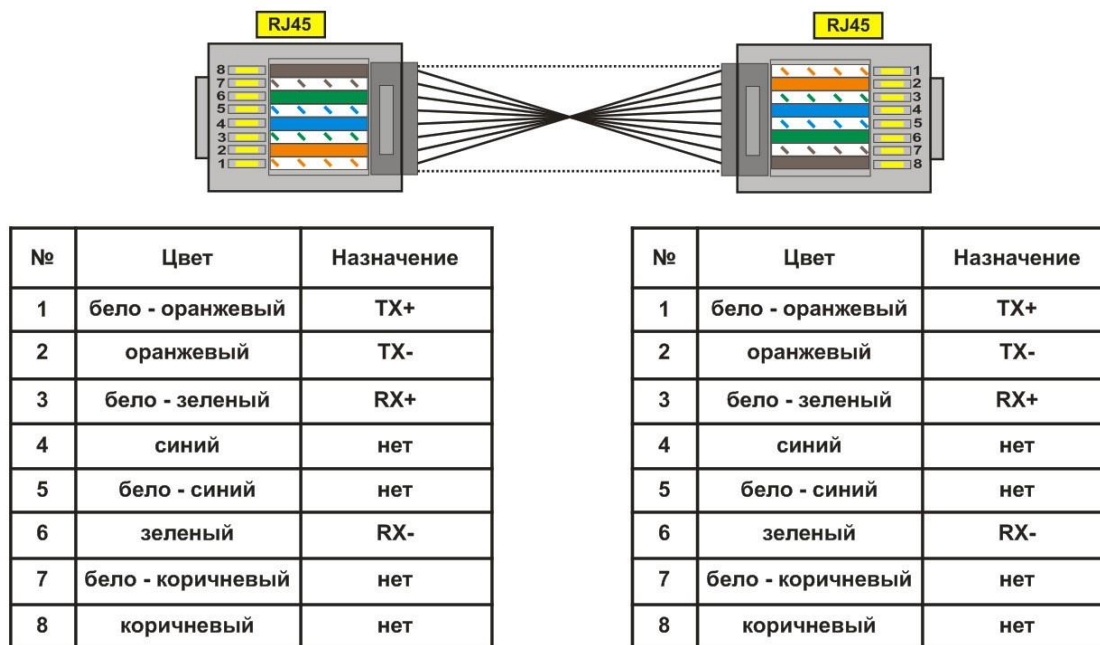 RJ45
RJ45
8
7
6
5
4
3
2
1
1
2
3
4
5
6
7
8
№ Цвет Назначение
1 бело - оранжевый TX+
2 оранжевый TX-
3 бело - зеленый RX+
4 синий нет
5 бело - синий нет
6 зеленый RX-
7 бело - коричневый нет
8 коричневый нет
№ Цвет Назначение
1 бело - оранжевый TX+
2 оранжевый TX-
3 бело - зеленый RX+
4 синий нет
5 бело - синий нет
6 зеленый RX-
7 бело - коричневый нет
8 коричневый нет